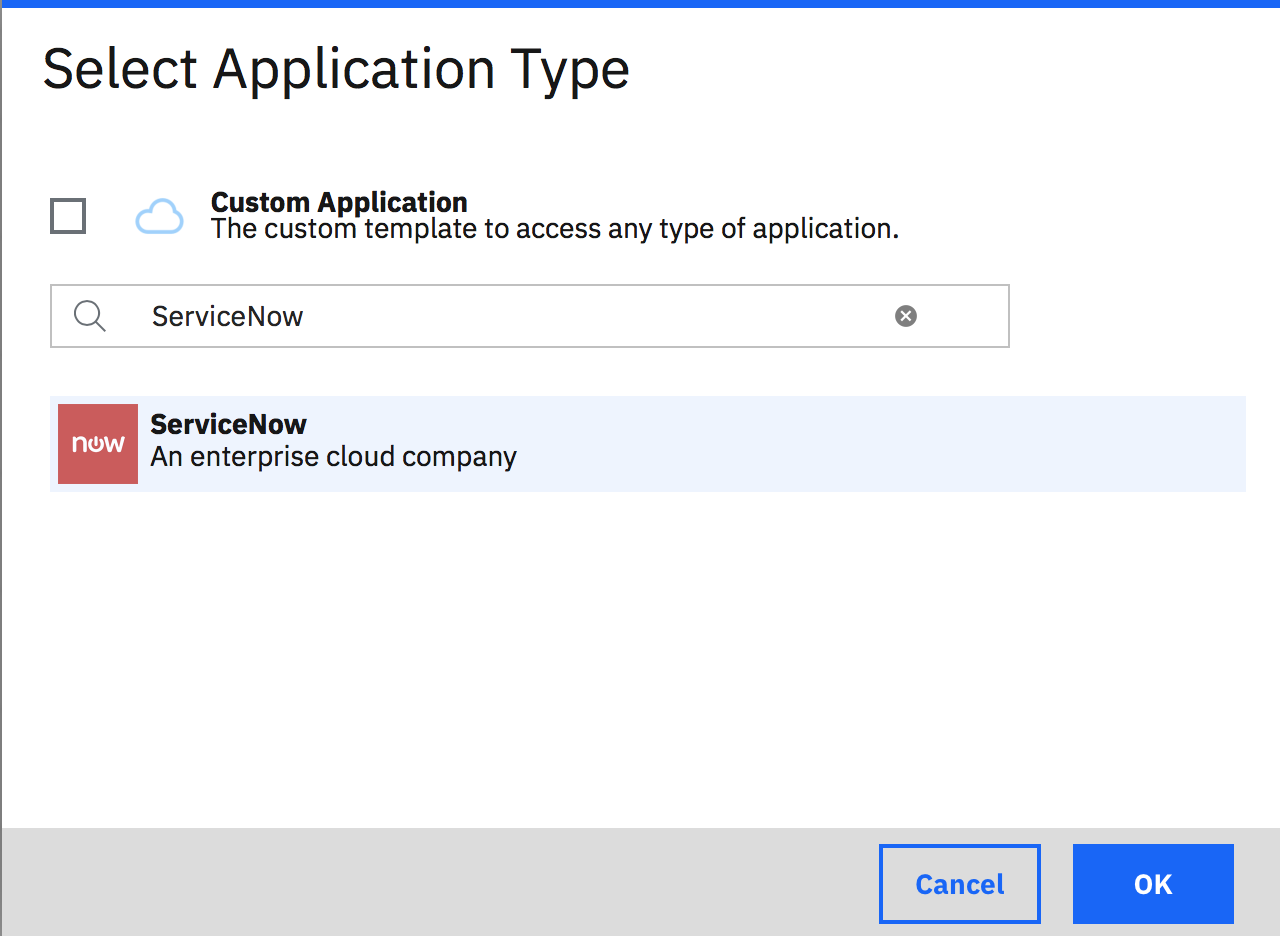 Select Application Type
Custom Application
The custom template to access any type of application.
ServiceNow
now
ServiceNow
An enterprise cloud company
Cancel
OK